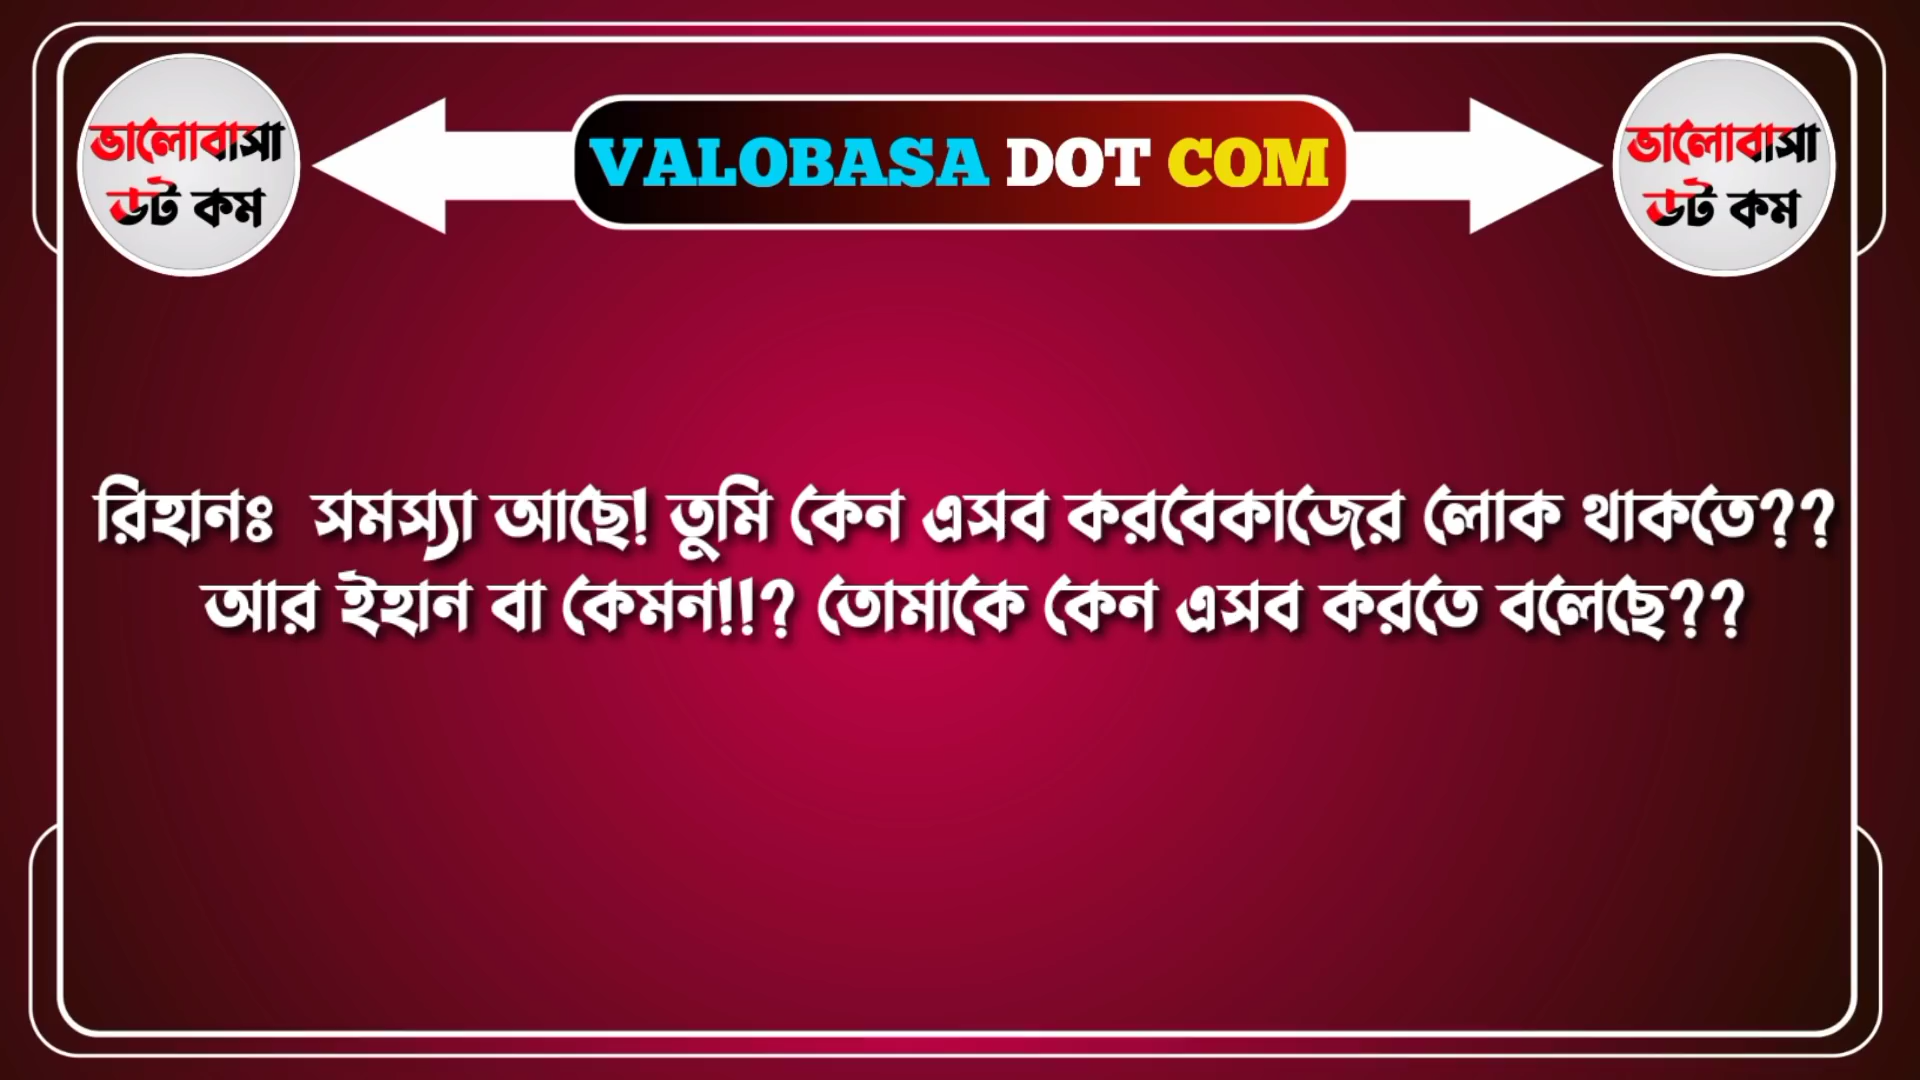 ভালোবাসা
ডট কম
VALOBASA DOT COM
ভালোবাসা
ডট কম
রিহানঃ সমস্যা আছে! তুমি কেন এসব করবেকাজের লোক থাকতে??
আর ইহান বা কেমন!!? তোমাকে কেন এসব করতে বলেছে??